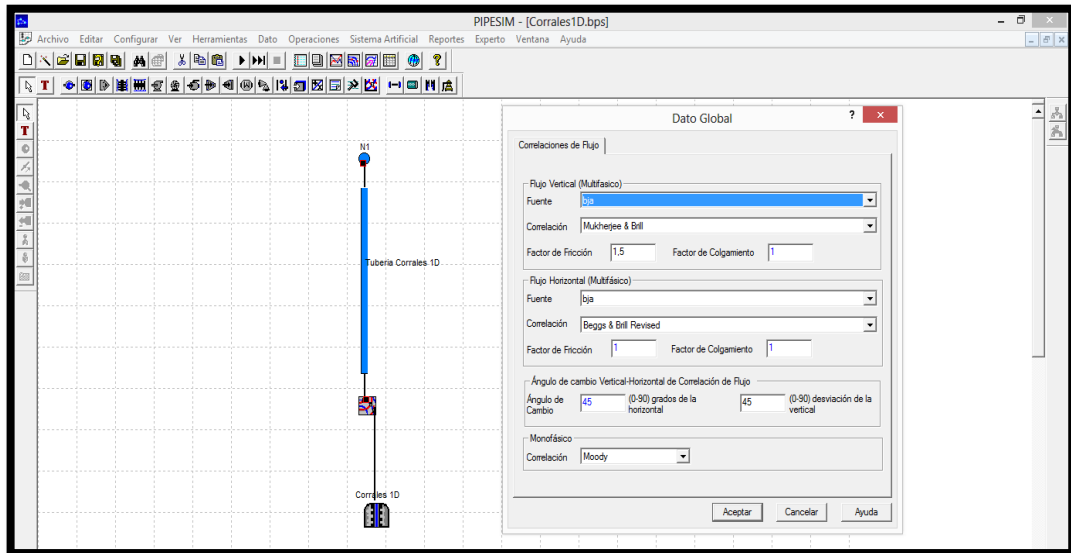 PIPESIM - [Corrales1D.bps]
Archivo Editar Configurar Ver Herramientas Dato Operaciones Sistema Artificial Reportes Experto Ventana Ayuda
N1
Tuberia Corrales 1D
Corrales 1D
Dato Global
Correlaciones de Flujo
Flujo Vertical (Multifasico)
Fuente bja
Correlación Mukherjee & Brill
Factor de Fricción 1,5 Factor de Colgamiento 1
Flujo Horizontal (Multifásico)
Fuente bja
Correlación Beggs & Brill Revised
Factor de Fricción 1 Factor de Colgamiento 1
Ángulo de cambio Vertical-Horizontal de Correlación de Flujo
Ángulo de Cambio 45 (0-90) grados de la horizontal 45 (0-90) desviación de la vertical
Monofásico
Correlación Moody
Aceptar Cancelar Ayuda